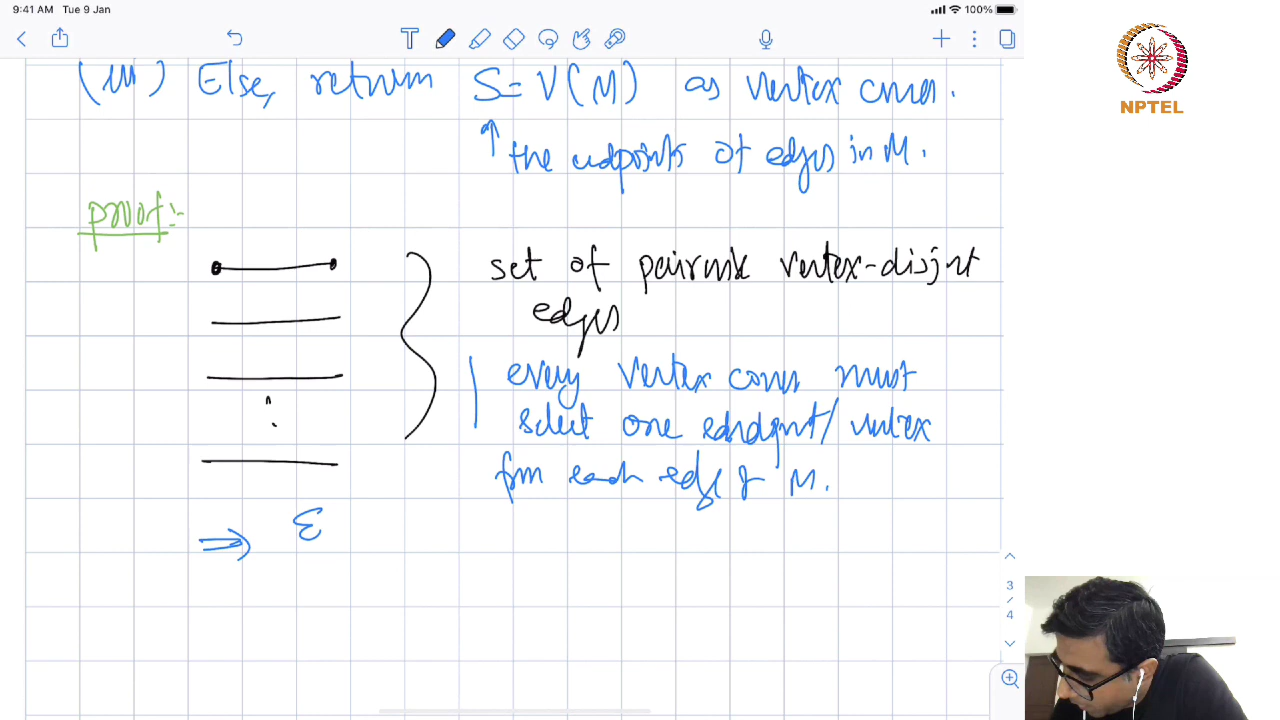 9:41 AM Tue 9 Jan
100%
(iii) Else, return S = V(M) as vertex cover.
↑ the endpoints of edges in M.
NPTEL
proof:-
set of pairwise vertex-disjnt
edges
every vertex cover must
select one endpoint/vertex
from each edge of M.
⇒ E
3
/
4